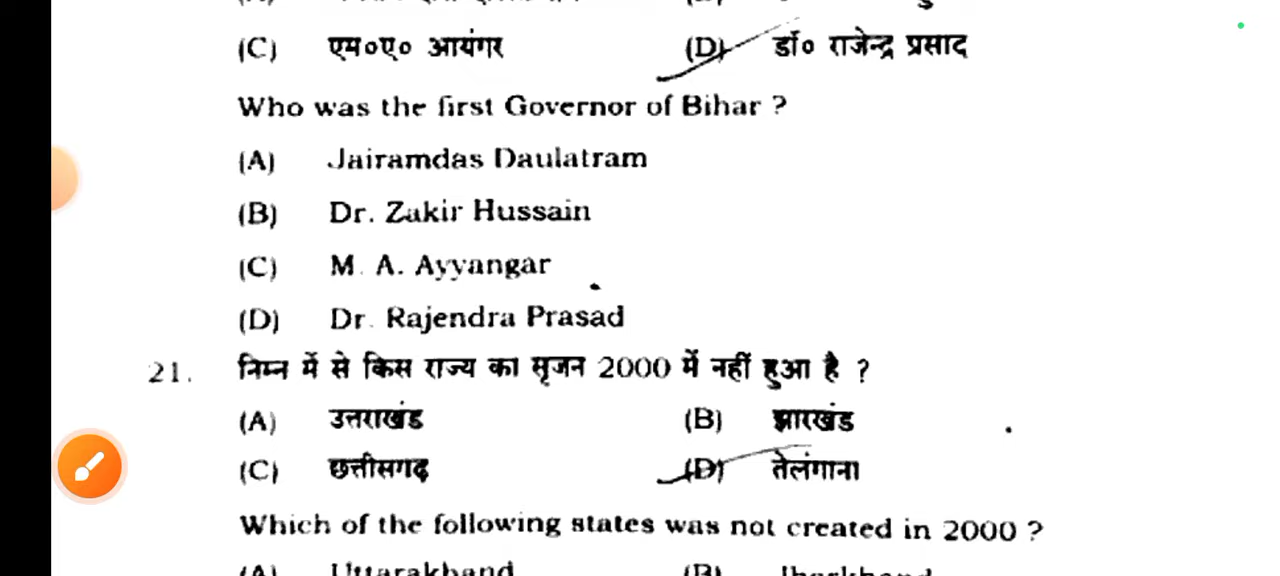 (C) एम०ए० आयंगर (D) डॉ० राजेन्द्र प्रसाद
Who was the first Governor of Bihar ?
(A) Jairamdas Daulatram
(B) Dr. Zakir Hussain
(C) M. A. Ayyangar
(D) Dr. Rajendra Prasad
21. निम्न में से किस राज्य का सृजन 2000 में नहीं हुआ है ?
(A) उत्तराखंड (B) झारखंड
(C) छत्तीसगढ़ (D) तेलंगाना
Which of the following states was not created in 2000 ?
(A) Uttarakhand (B) Jharkhand